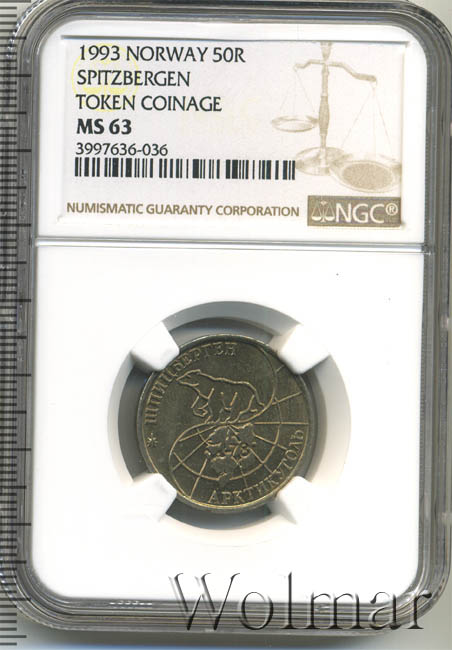 1993 NORWAY 50R
SPITZBERGEN
TOKEN COINAGE
MS 63
3997636-036
NUMISMATIC GUARANTY CORPORATION
NGC®
* ШПИЦБЕРГЕН
АРКТИКУГОЛЬ
Wolmar